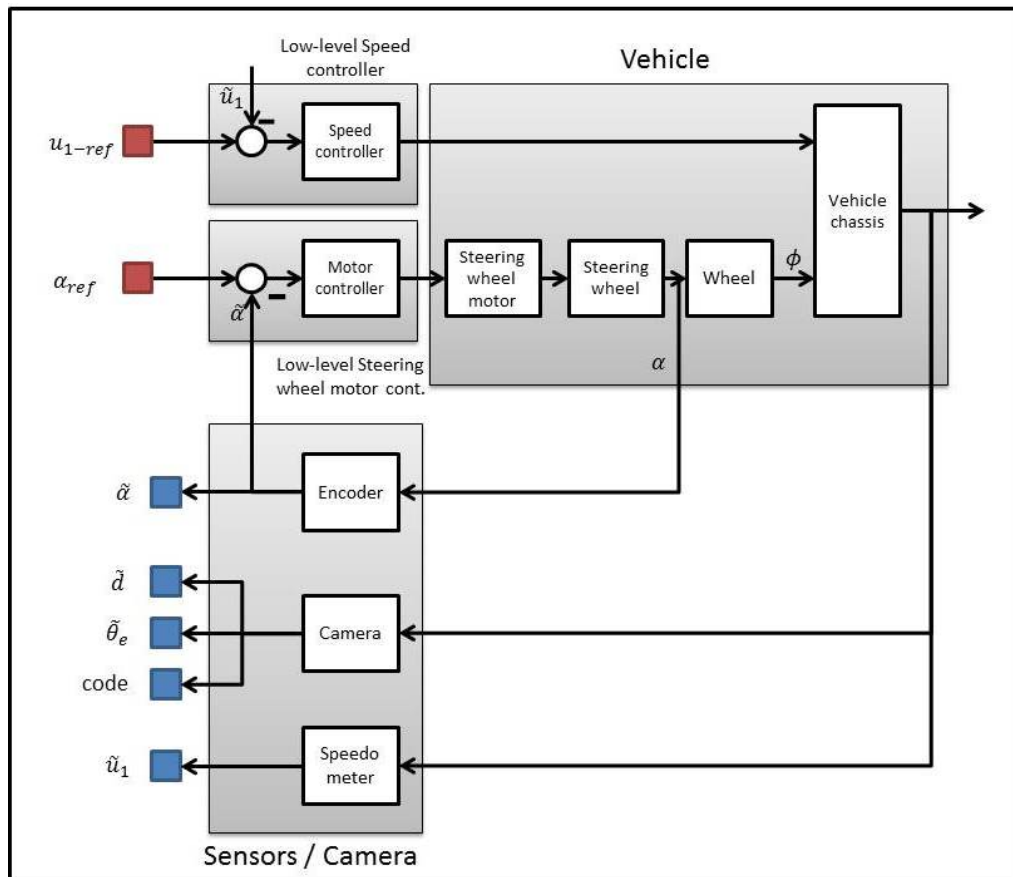 Low-level Speed
controller
Vehicle
ũ₁
−
u₁₋ref
Speed
controller
Vehicle
chassis
α_ref
Motor
controller
Steering
wheel
motor
Steering
wheel
Wheel
ϕ
−
α̃
Low-level Steering
wheel motor cont.
α
α̃
Encoder
d̃
θ̃ₑ
Camera
code
ũ₁
Speedo
meter
Sensors / Camera